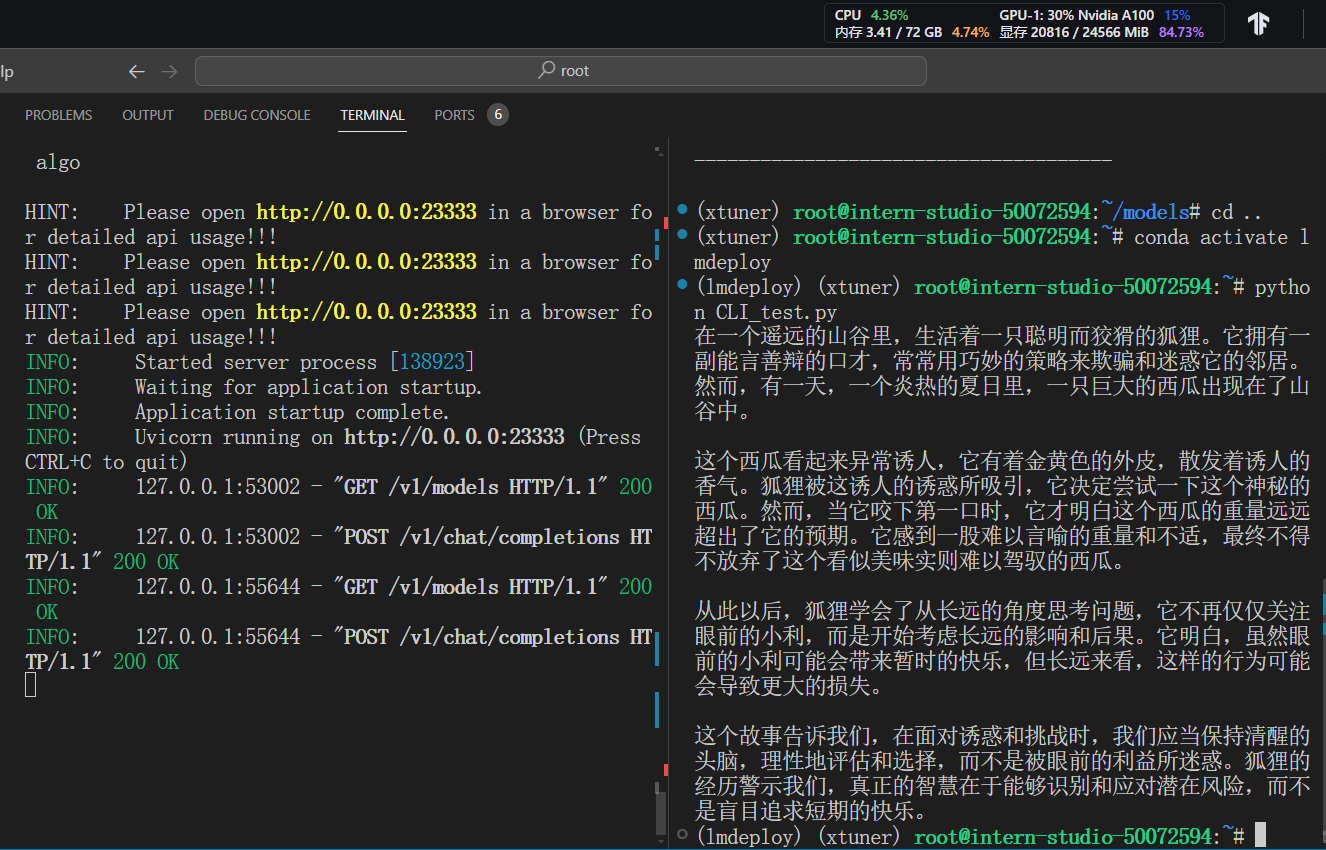 CPU 4.36% GPU-1: 30% Nvidia A100 15%
内存 3.41 / 72 GB 4.74% 显存 20816 / 24566 MiB 84.73%
lp
root
PROBLEMS OUTPUT DEBUG CONSOLE TERMINAL PORTS 6
algo
HINT:    Please open http://0.0.0.0:23333 in a browser fo
r detailed api usage!!!
HINT:    Please open http://0.0.0.0:23333 in a browser fo
r detailed api usage!!!
HINT:    Please open http://0.0.0.0:23333 in a browser fo
r detailed api usage!!!
INFO:     Started server process [138923]
INFO:     Waiting for application startup.
INFO:     Application startup complete.
INFO:     Uvicorn running on http://0.0.0.0:23333 (Press
CTRL+C to quit)
INFO:     127.0.0.1:53002 - "GET /v1/models HTTP/1.1" 200
OK
INFO:     127.0.0.1:53002 - "POST /v1/chat/completions HT
TP/1.1" 200 OK
INFO:     127.0.0.1:55644 - "GET /v1/models HTTP/1.1" 200
OK
INFO:     127.0.0.1:55644 - "POST /v1/chat/completions HT
TP/1.1" 200 OK
--------------------------------------
(xtuner) root@intern-studio-50072594:~/models# cd ..
(xtuner) root@intern-studio-50072594:~# conda activate l
mdeploy
(lmdeploy) (xtuner) root@intern-studio-50072594:~# pytho
n CLI_test.py
在一个遥远的山谷里，生活着一只聪明而狡猾的狐狸。它拥有一
副能言善辩的口才，常常用巧妙的策略来欺骗和迷惑它的邻居。
然而，有一天，一个炎热的夏日里，一只巨大的西瓜出现在了山
谷中。
这个西瓜看起来异常诱人，它有着金黄色的外皮，散发着诱人的
香气。狐狸被这诱人的诱惑所吸引，它决定尝试一下这个神秘的
西瓜。然而，当它咬下第一口时，它才明白这个西瓜的重量远远
超出了它的预期。它感到一股难以言喻的重量和不适，最终不得
不放弃了这个看似美味实则难以驾驭的西瓜。
从此以后，狐狸学会了从长远的角度思考问题，它不再仅仅关注
眼前的小利，而是开始考虑长远的影响和后果。它明白，虽然眼
前的小利可能会带来暂时的快乐，但长远来看，这样的行为可能
会导致更大的损失。
这个故事告诉我们，在面对诱惑和挑战时，我们应当保持清醒的
头脑，理性地评估和选择，而不是被眼前的利益所迷惑。狐狸的
经历警示我们，真正的智慧在于能够识别和应对潜在风险，而不
是盲目追求短期的快乐。
(lmdeploy) (xtuner) root@intern-studio-50072594:~#